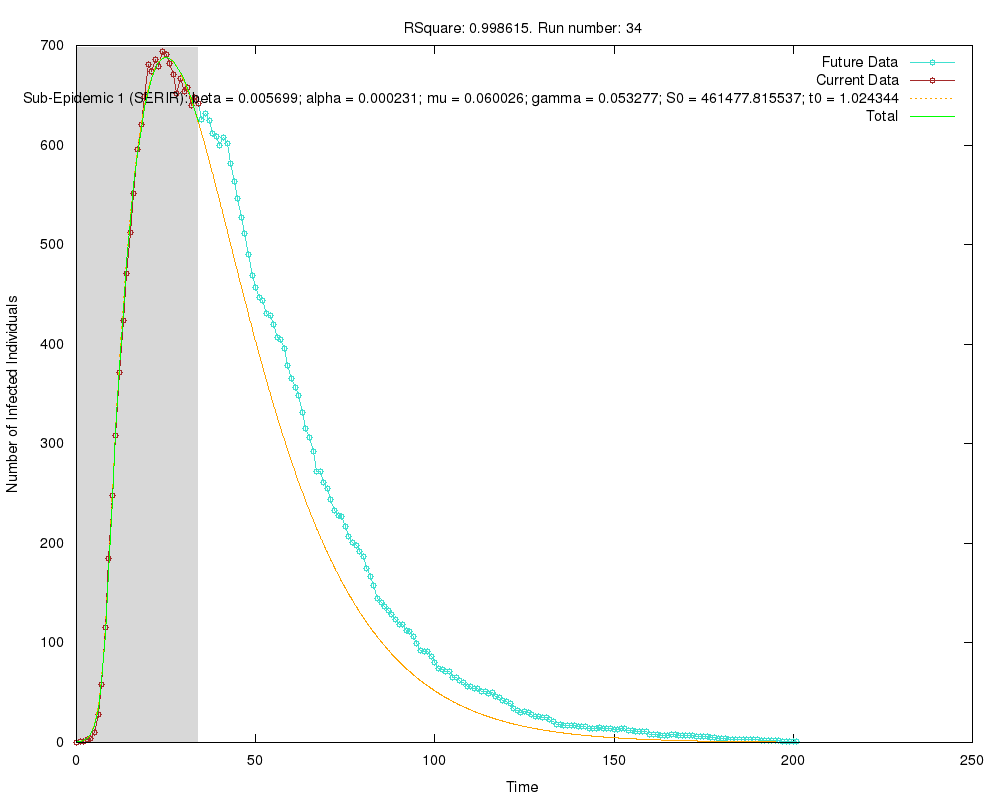 RSquare: 0.998615. Run number: 34
700
600
500
400
300
200
100
0
Number of Infected Individuals
Future Data
Current Data
Sub-Epidemic 1 (SERIR): beta = 0.005699; alpha = 0.000231; mu = 0.060026; gamma = 0.053277; S0 = 461477.815537; t0 = 1.024344
Total
0 50 100 150 200 250
Time